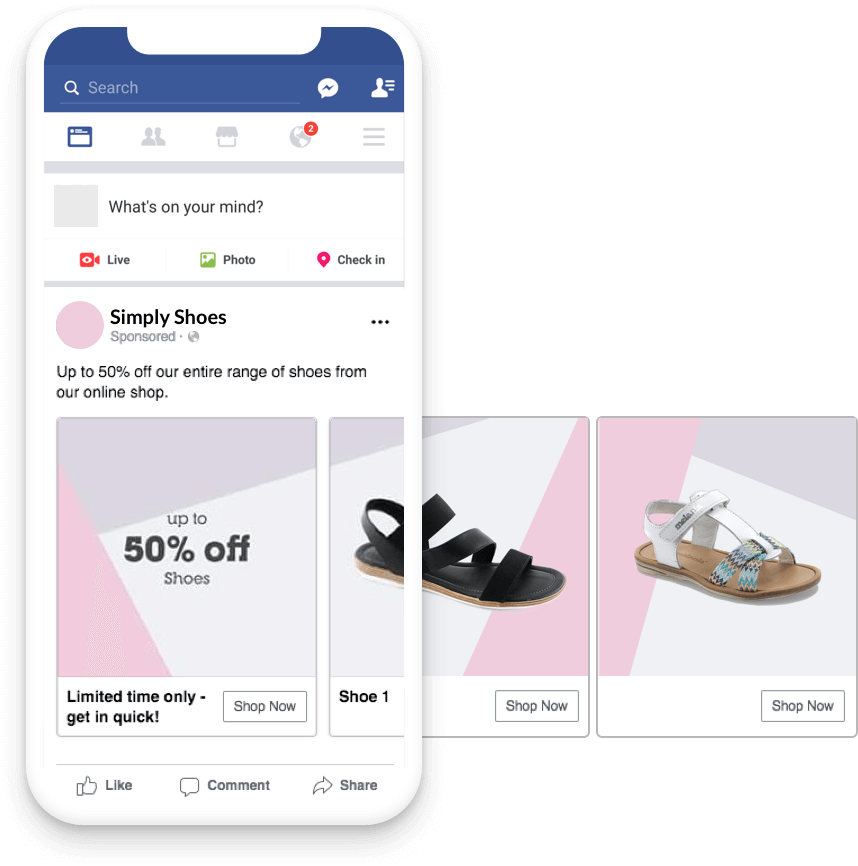 Search
2
What's on your mind?
Live
Photo
Check in
Simply Shoes
Sponsored ·
Up to 50% off our entire range of shoes from
our online shop.
up to
50% off
Shoes
Limited time only -
get in quick!
Shop Now
Shoe 1
Shop Now
Shop Now
Like
Comment
Share